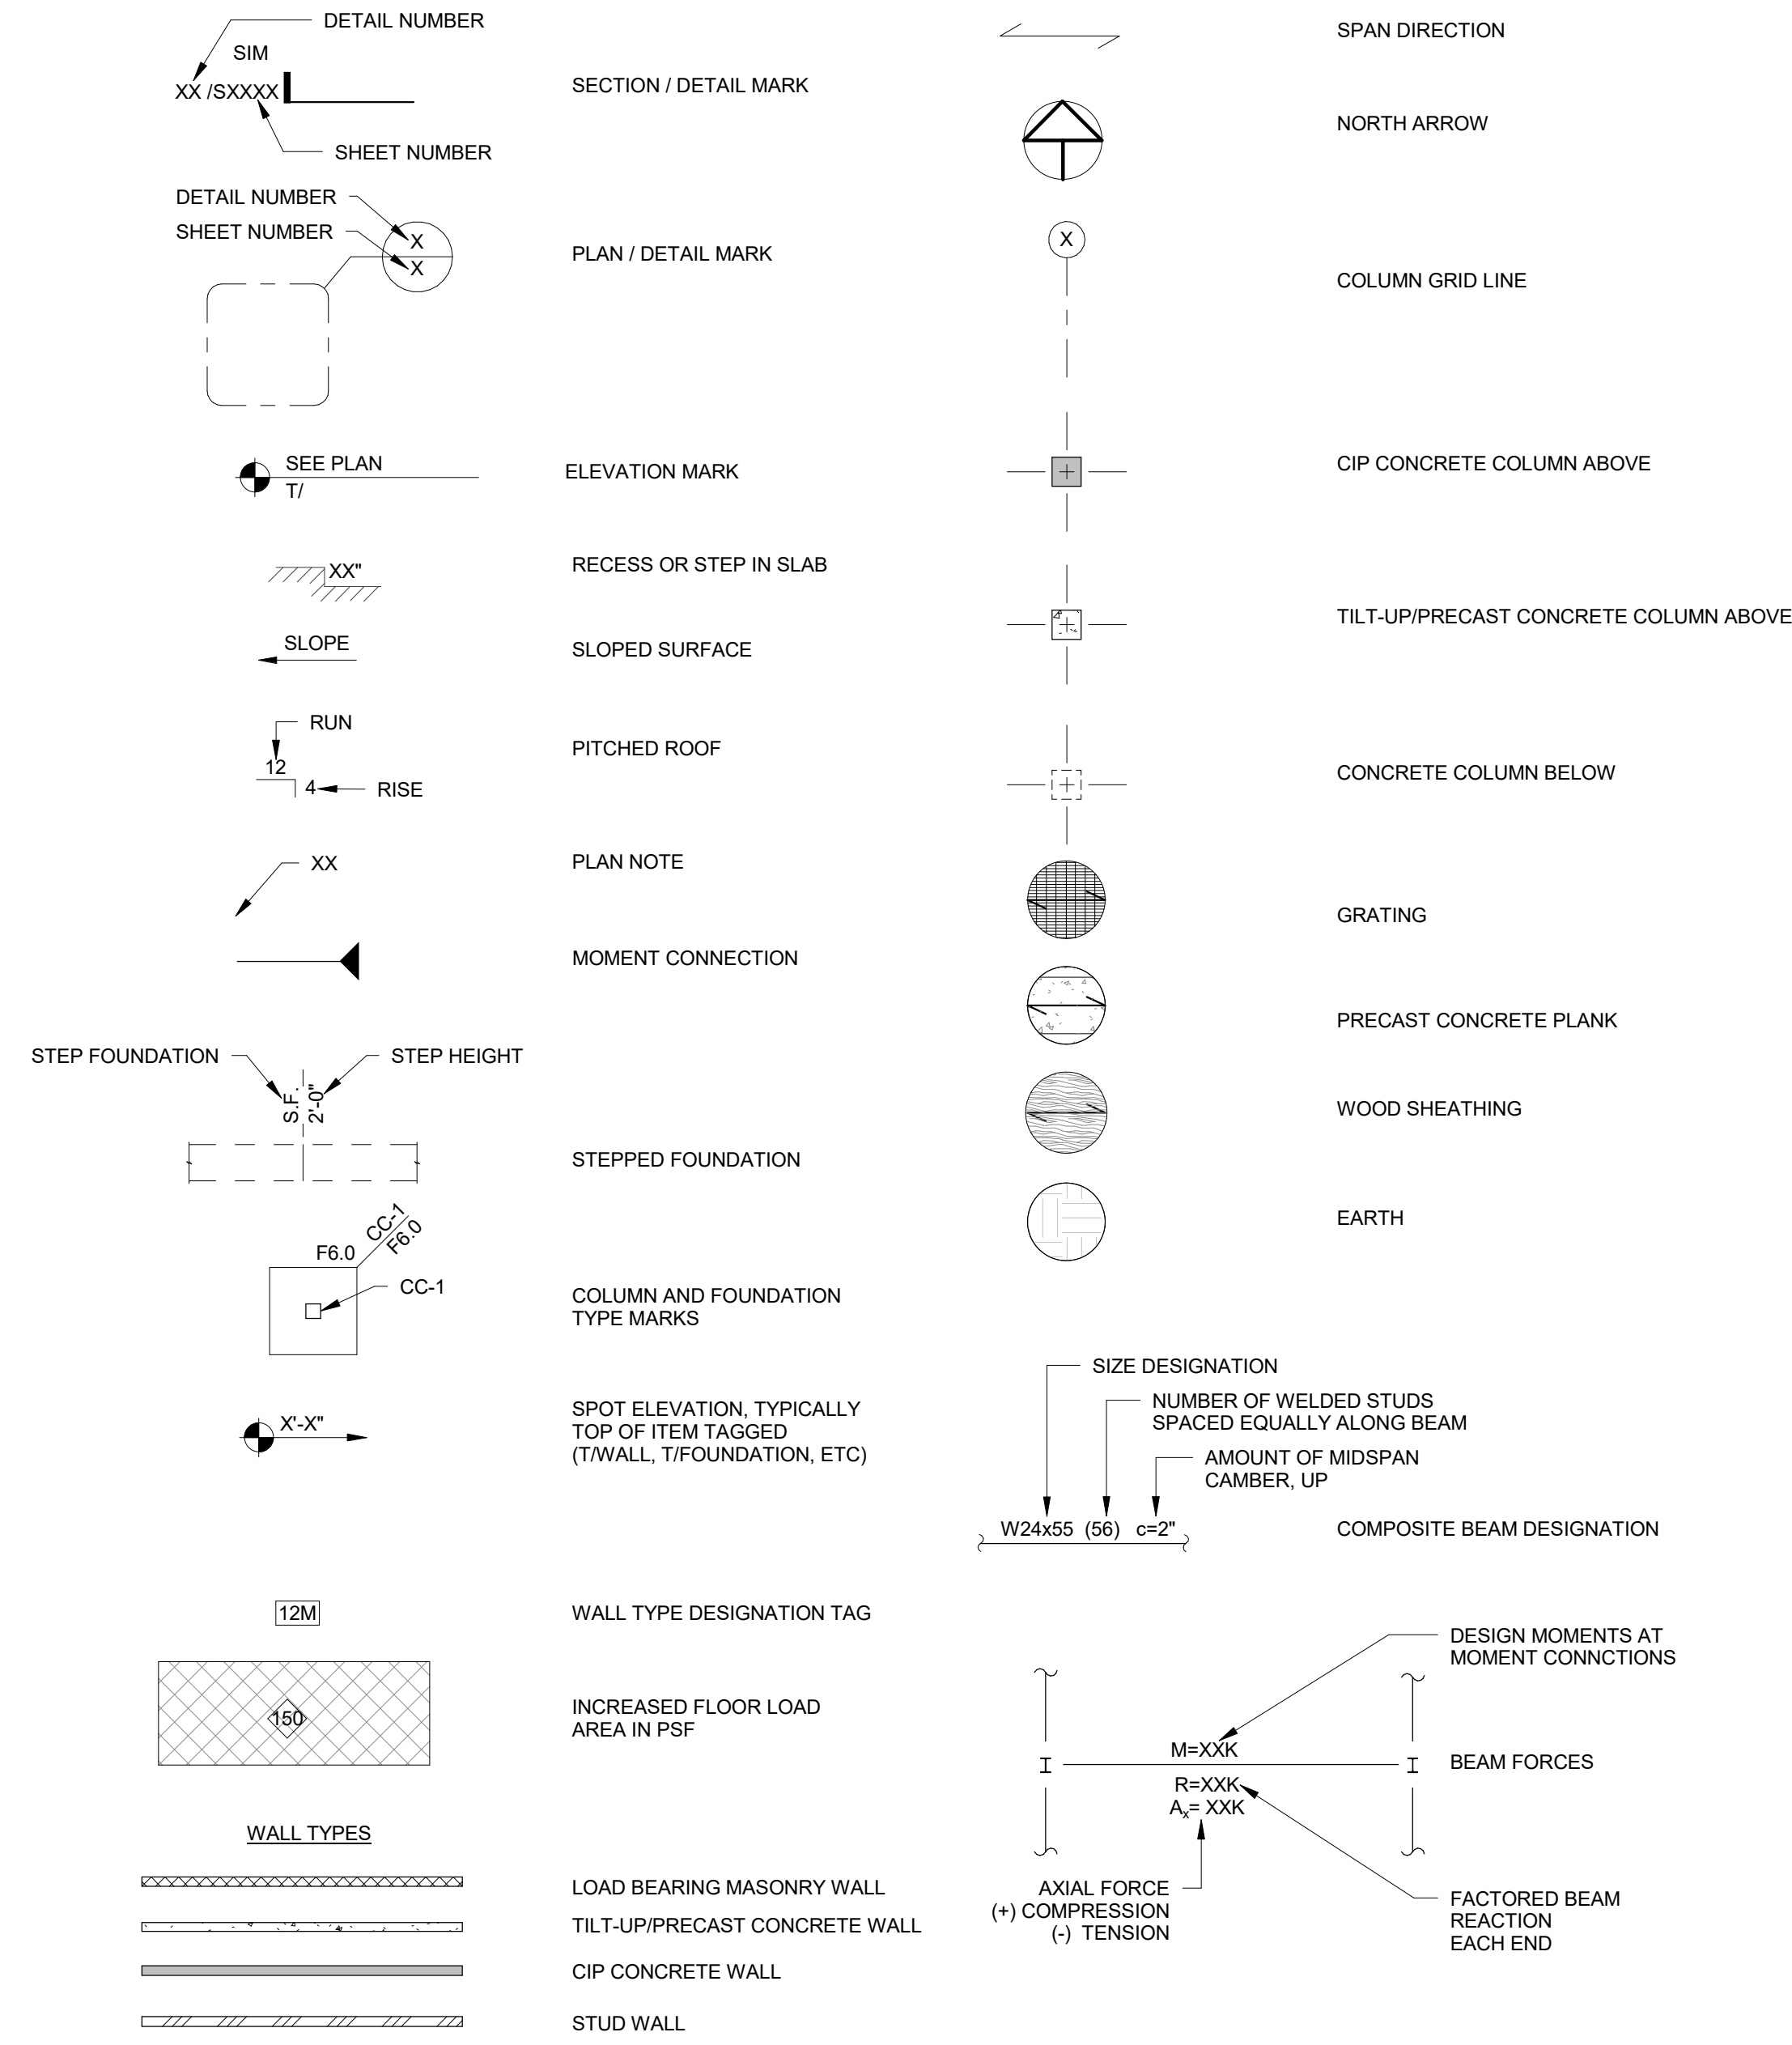 DETAIL NUMBER
SIM
XX /SXXXX
SECTION / DETAIL MARK
SHEET NUMBER
DETAIL NUMBER
SHEET NUMBER
X
X
PLAN / DETAIL MARK
SEE PLAN
T/
ELEVATION MARK
XX"
RECESS OR STEP IN SLAB
SLOPE
SLOPED SURFACE
RUN
12
4
RISE
PITCHED ROOF
XX
PLAN NOTE
MOMENT CONNECTION
STEP FOUNDATION
STEP HEIGHT
S.F.
2'-0"
STEPPED FOUNDATION
CC-1
F6.0
F6.0
CC-1
COLUMN AND FOUNDATION
TYPE MARKS
X'-X"
SPOT ELEVATION, TYPICALLY
TOP OF ITEM TAGGED
(T/WALL, T/FOUNDATION, ETC)
12M
WALL TYPE DESIGNATION TAG
150
INCREASED FLOOR LOAD
AREA IN PSF
WALL TYPES
LOAD BEARING MASONRY WALL
TILT-UP/PRECAST CONCRETE WALL
CIP CONCRETE WALL
STUD WALL
SPAN DIRECTION
NORTH ARROW
X
COLUMN GRID LINE
CIP CONCRETE COLUMN ABOVE
TILT-UP/PRECAST CONCRETE COLUMN ABOVE
CONCRETE COLUMN BELOW
GRATING
PRECAST CONCRETE PLANK
WOOD SHEATHING
EARTH
SIZE DESIGNATION
NUMBER OF WELDED STUDS
SPACED EQUALLY ALONG BEAM
AMOUNT OF MIDSPAN
CAMBER, UP
W24x55 (56) c=2"
COMPOSITE BEAM DESIGNATION
DESIGN MOMENTS AT
MOMENT CONNCTIONS
M=XXK
BEAM FORCES
R=XXK
Ax= XXK
AXIAL FORCE
(+) COMPRESSION
(-) TENSION
FACTORED BEAM
REACTION
EACH END